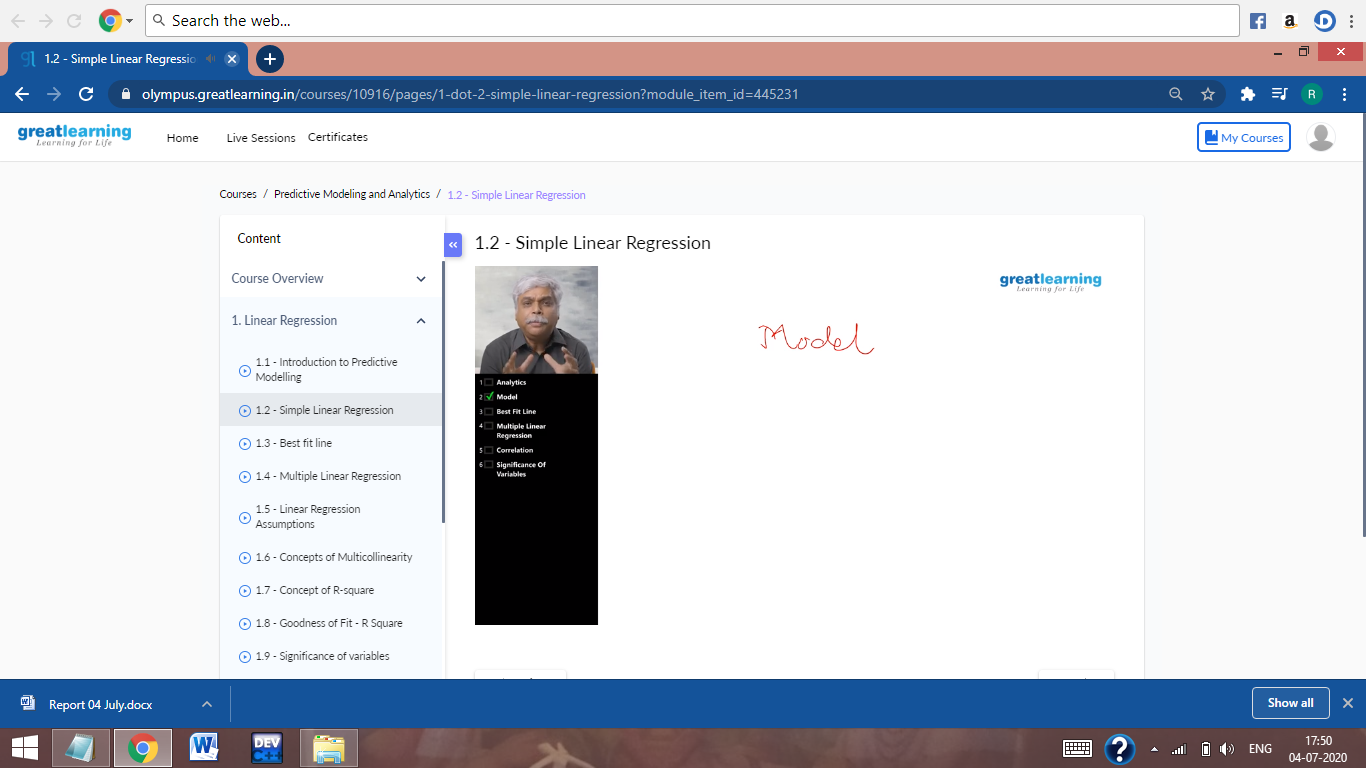 Search the web...
1.2 - Simple Linear Regressio
olympus.greatlearning.in/courses/10916/pages/1-dot-2-simple-linear-regression?module_item_id=445231
R
greatlearning
Learning for Life
Home
Live Sessions
Certificates
My Courses
Courses / Predictive Modeling and Analytics / 1.2 - Simple Linear Regression
Content
Course Overview
1. Linear Regression
1.1 - Introduction to Predictive
Modelling
1.2 - Simple Linear Regression
1.3 - Best fit line
1.4 - Multiple Linear Regression
1.5 - Linear Regression
Assumptions
1.6 - Concepts of Multicollinearity
1.7 - Concept of R-square
1.8 - Goodness of Fit - R Square
1.9 - Significance of variables
1.2 - Simple Linear Regression
greatlearning
Learning for Life
Model
1 Analytics
2 Model
3 Best Fit Line
4 Multiple Linear
Regression
5 Correlation
6 Significance Of
Variables
Report 04 July.docx
Show all
DEV
C++
ENG
17:50
04-07-2020